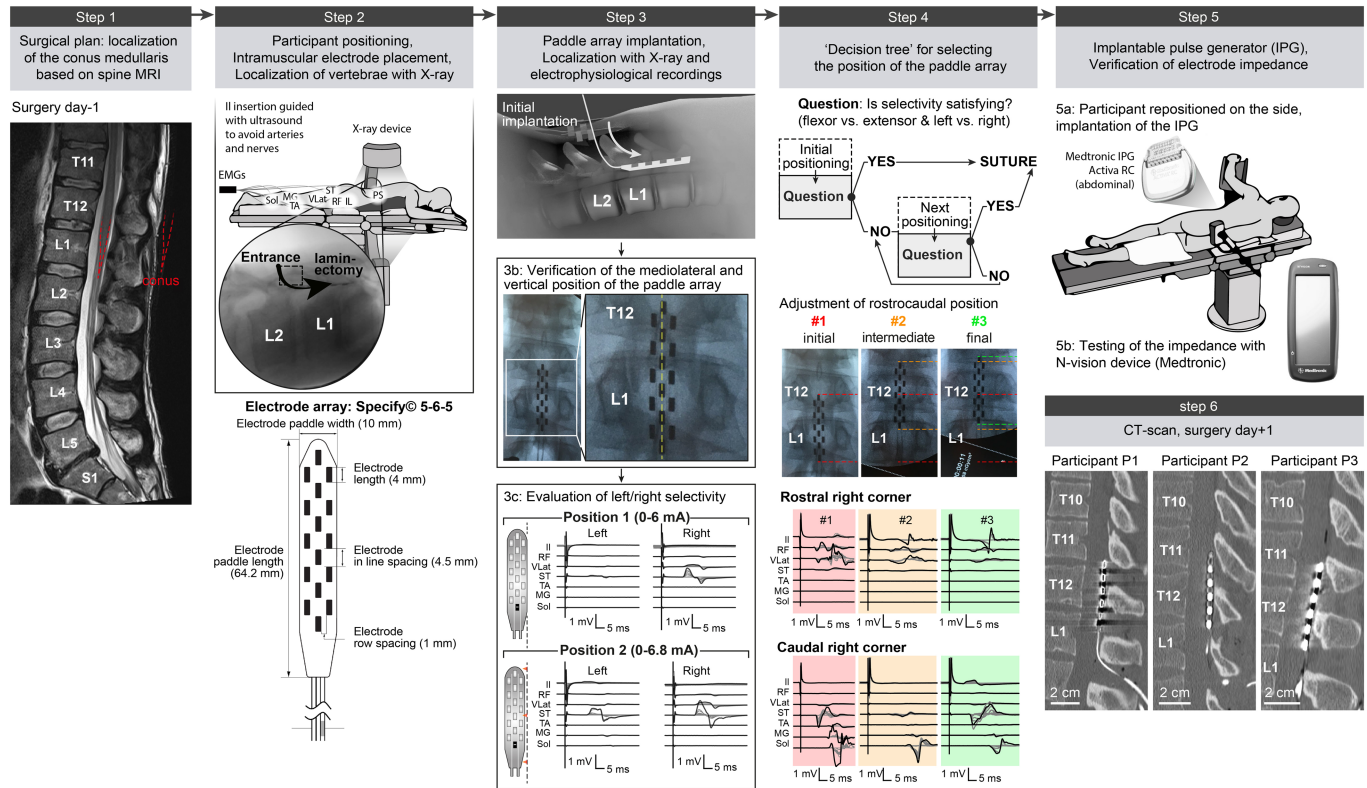 Step 1
Surgical plan: localization
of the conus medullaris
based on spine MRI
Surgery day-1
T11
T12
L1
conus
L2
L3
L4
L5
S1
Step 2
Participant positioning,
Intramuscular electrode placement,
Localization of vertebrae with X-ray
II insertion guided
with ultrasound
to avoid arteries
and nerves
X-ray device
EMGs
Sol
MG
TA
VLat
ST
RF
IL
PS
Entrance
lamin-
ectomy
L2
L1
Electrode array: Specify© 5-6-5
Electrode paddle width (10 mm)
Electrode
length (4 mm)
Electrode
paddle length
(64.2 mm)
Electrode
in line spacing (4.5 mm)
Electrode
row spacing (1 mm)
Step 3
Paddle array implantation,
Localization with X-ray and
electrophysiological recordings
Initial
implantation
L2
L1
3b: Verification of the mediolateral and
vertical position of the paddle array
T12
L1
3c: Evaluation of left/right selectivity
Position 1 (0-6 mA)
Left
Right
II
RF
VLat
ST
TA
MG
Sol
1 mV
5 ms
1 mV
5 ms
Position 2 (0-6.8 mA)
Left
Right
II
RF
VLat
ST
TA
MG
Sol
1 mV
5 ms
1 mV
5 ms
Step 4
‘Decision tree’ for selecting
the position of the paddle array
Question: Is selectivity satisfying?
(flexor vs. extensor & left vs. right)
Initial
positioning
Question
YES
SUTURE
NO
Next
positioning
Question
YES
NO
Adjustment of rostrocaudal position
#1
initial
#2
intermediate
#3
final
T12
L1
T12
L1
T12
L1
Rostral right corner
#1
#2
#3
II
RF
VLat
ST
TA
MG
Sol
1 mV
5 ms
1 mV
5 ms
1 mV
5 ms
Caudal right corner
II
RF
VLat
ST
TA
MG
Sol
1 mV
5 ms
1 mV
5 ms
1 mV
5 ms
Step 5
Implantable pulse generator (IPG),
Verification of electrode impedance
5a: Participant repositioned on the side,
implantation of the IPG
Medtronic IPG
Activa RC
(abdominal)
5b: Testing of the impedance with
N-vision device (Medtronic)
Medtronic
step 6
CT-scan, surgery day+1
Participant P1
Participant P2
Participant P3
T10
T11
T12
L1
2 cm
T10
T11
T12
L1
2 cm
T10
T11
T12
L1
2 cm